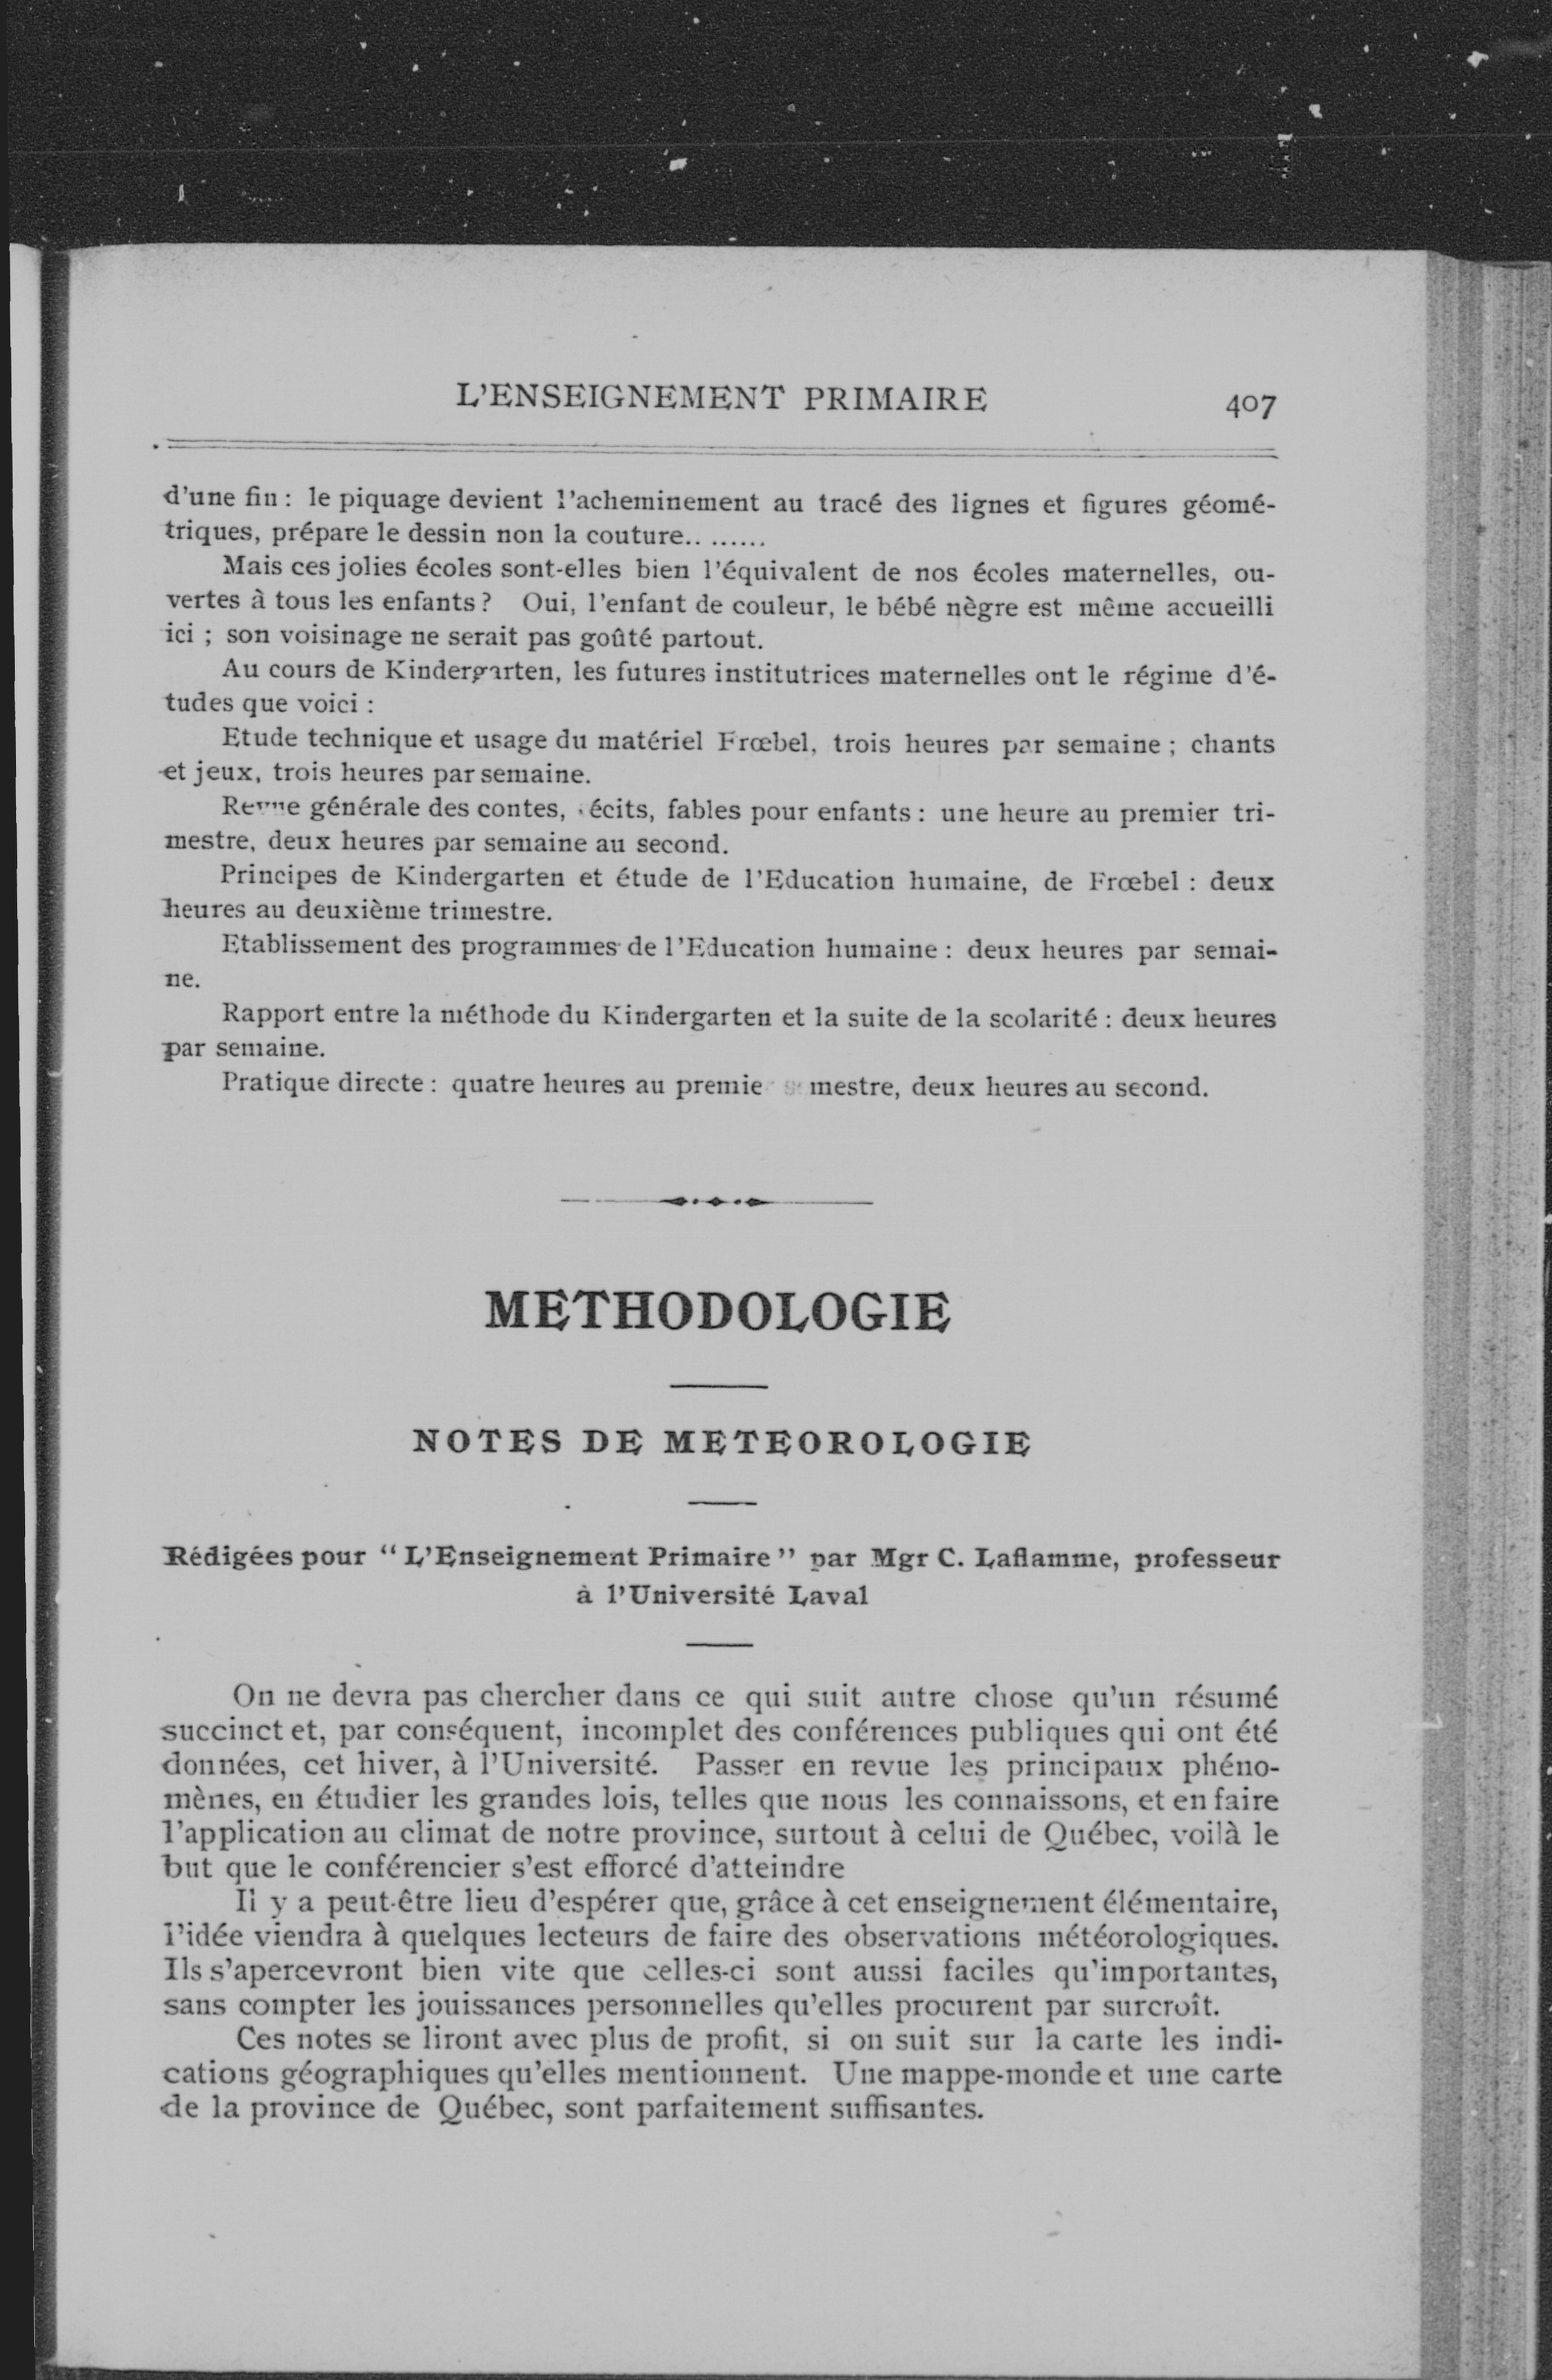 L'ENSEIGNEMENT PRIMAIRE 407
d'une fin : le piquage devient l'acheminement au tracé des lignes et figures géomé-
triques, prépare le dessin non la couture.. ......
Mais ces jolies écoles sont-elles bien l'équivalent de nos écoles maternelles, ou-
vertes à tous les enfants ? Oui, l'enfant de couleur, le bébé nègre est même accueilli
ici ; son voisinage ne serait pas goûté partout.
Au cours de Kindergarten, les futures institutrices maternelles ont le régime d'é-
tudes que voici :
Etude technique et usage du matériel Frœbel, trois heures par semaine ; chants
et jeux, trois heures par semaine.
Revue générale des contes, écits, fables pour enfants : une heure au premier tri-
mestre, deux heures par semaine au second.
Principes de Kindergarten et étude de l'Education humaine, de Frœbel : deux
heures au deuxième trimestre.
Etablissement des programmes de l'Education humaine : deux heures par semai-
ne.
Rapport entre la méthode du Kindergarten et la suite de la scolarité : deux heures
par semaine.
Pratique directe : quatre heures au premie mestre, deux heures au second.
METHODOLOGIE
NOTES DE METEOROLOGIE
Rédigées pour “ L'Enseignement Primaire ” par Mgr C. Laflamme, professeur
à l'Université Laval
On ne devra pas chercher dans ce qui suit autre chose qu'un résumé
succinct et, par conséquent, incomplet des conférences publiques qui ont été
données, cet hiver, à l'Université. Passer en revue les principaux phéno-
mènes, en étudier les grandes lois, telles que nous les connaissons, et en faire
l'application au climat de notre province, surtout à celui de Québec, voilà le
but que le conférencier s'est efforcé d'atteindre
Il y a peut-être lieu d'espérer que, grâce à cet enseignement élémentaire,
l'idée viendra à quelques lecteurs de faire des observations météorologiques.
Ils s'apercevront bien vite que celles-ci sont aussi faciles qu'importantes,
sans compter les jouissances personnelles qu'elles procurent par surcroît.
Ces notes se liront avec plus de profit, si on suit sur la carte les indi-
cations géographiques qu'elles mentionnent. Une mappe-monde et une carte
de la province de Québec, sont parfaitement suffisantes.